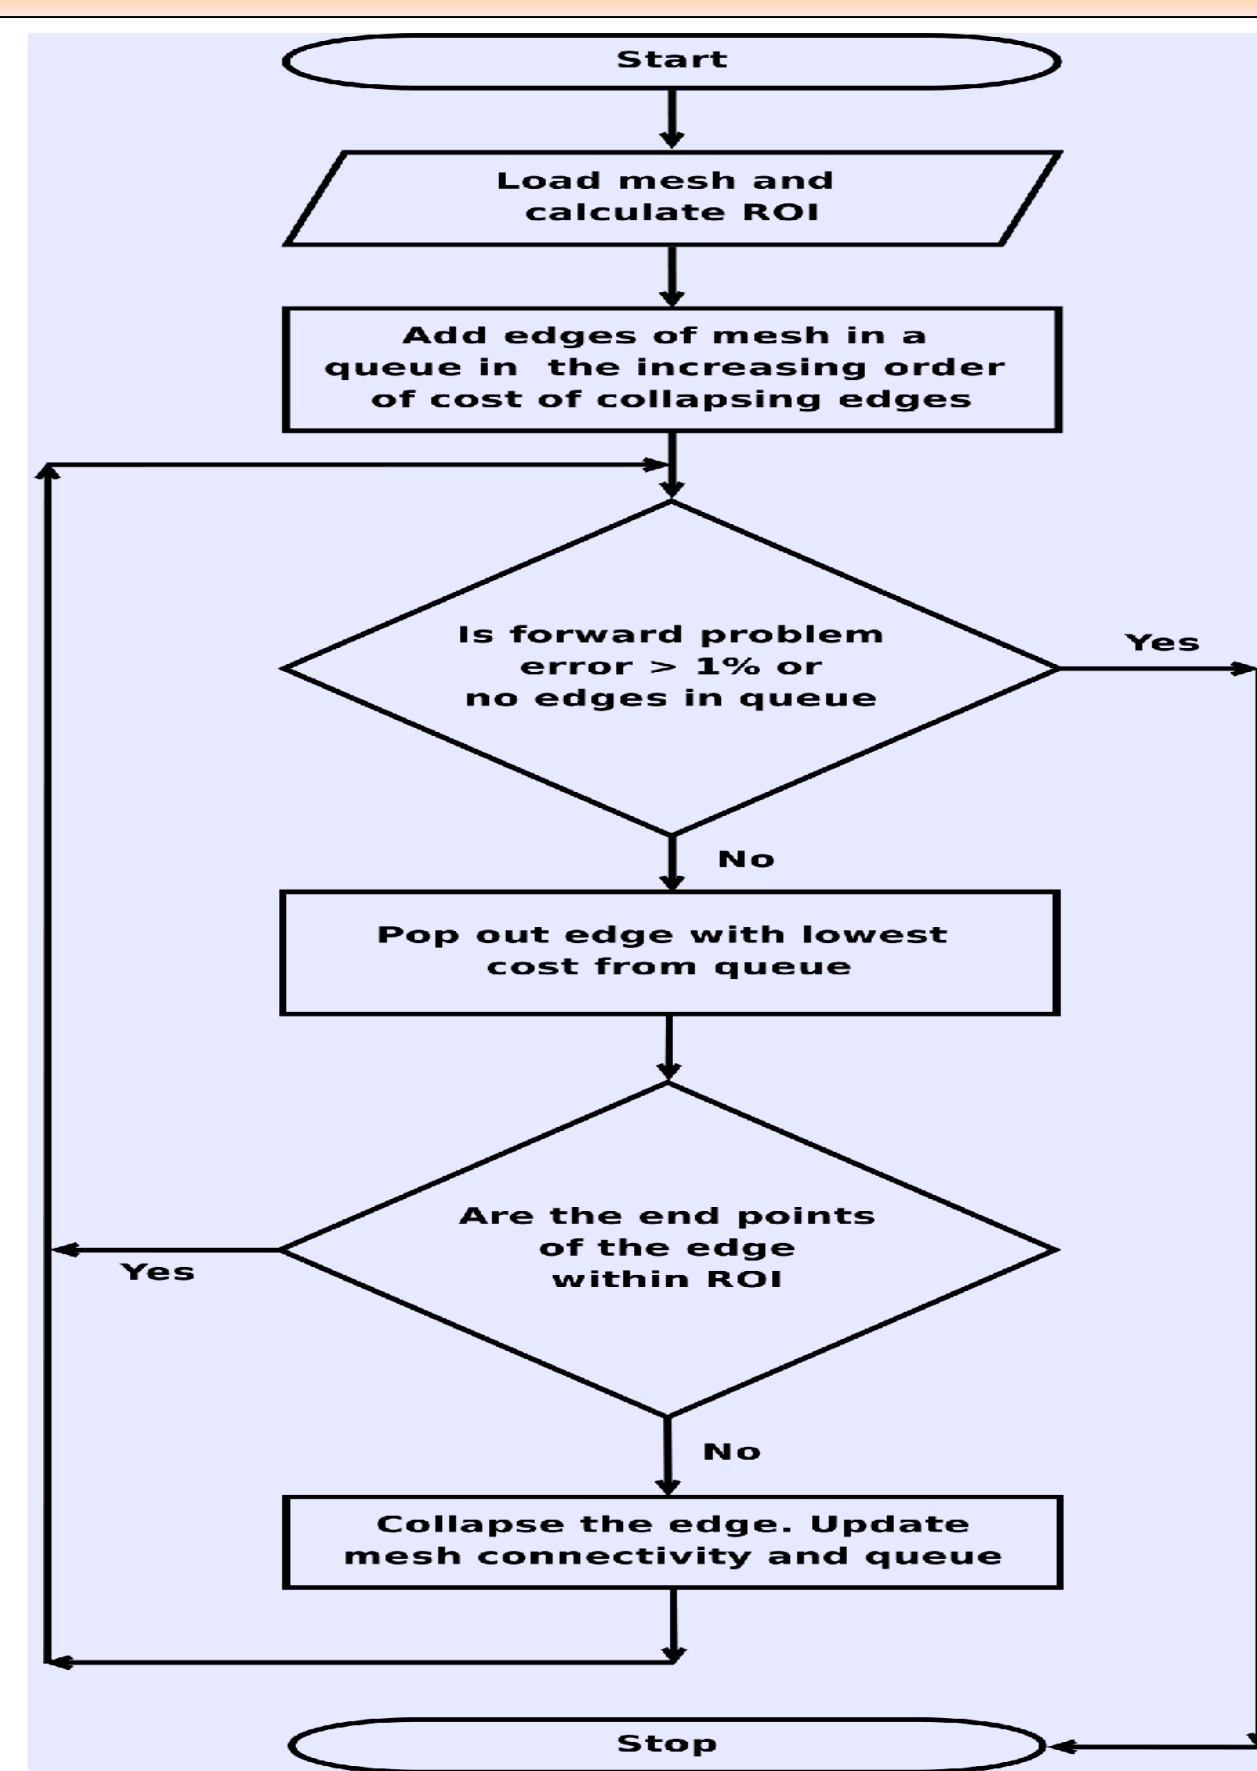 Start
Load mesh and
calculate ROI
Add edges of mesh in a
queue in  the increasing order
of cost of collapsing edges
Is forward problem
error > 1% or
no edges in queue
Yes
No
Pop out edge with lowest
cost from queue
Are the end points
of the edge
within ROI
Yes
No
Collapse the edge. Update
mesh connectivity and queue
Stop